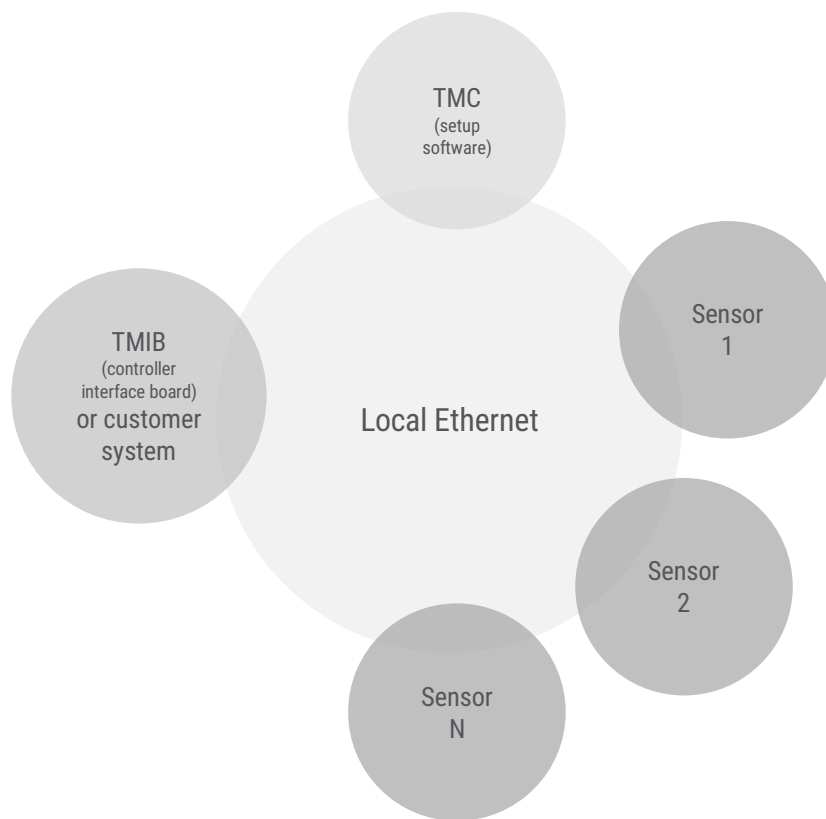 TMC
(setup
software)
Sensor
1
TMIB
(controller
interface board)
or customer
system
Local Ethernet
Sensor
2
Sensor
N